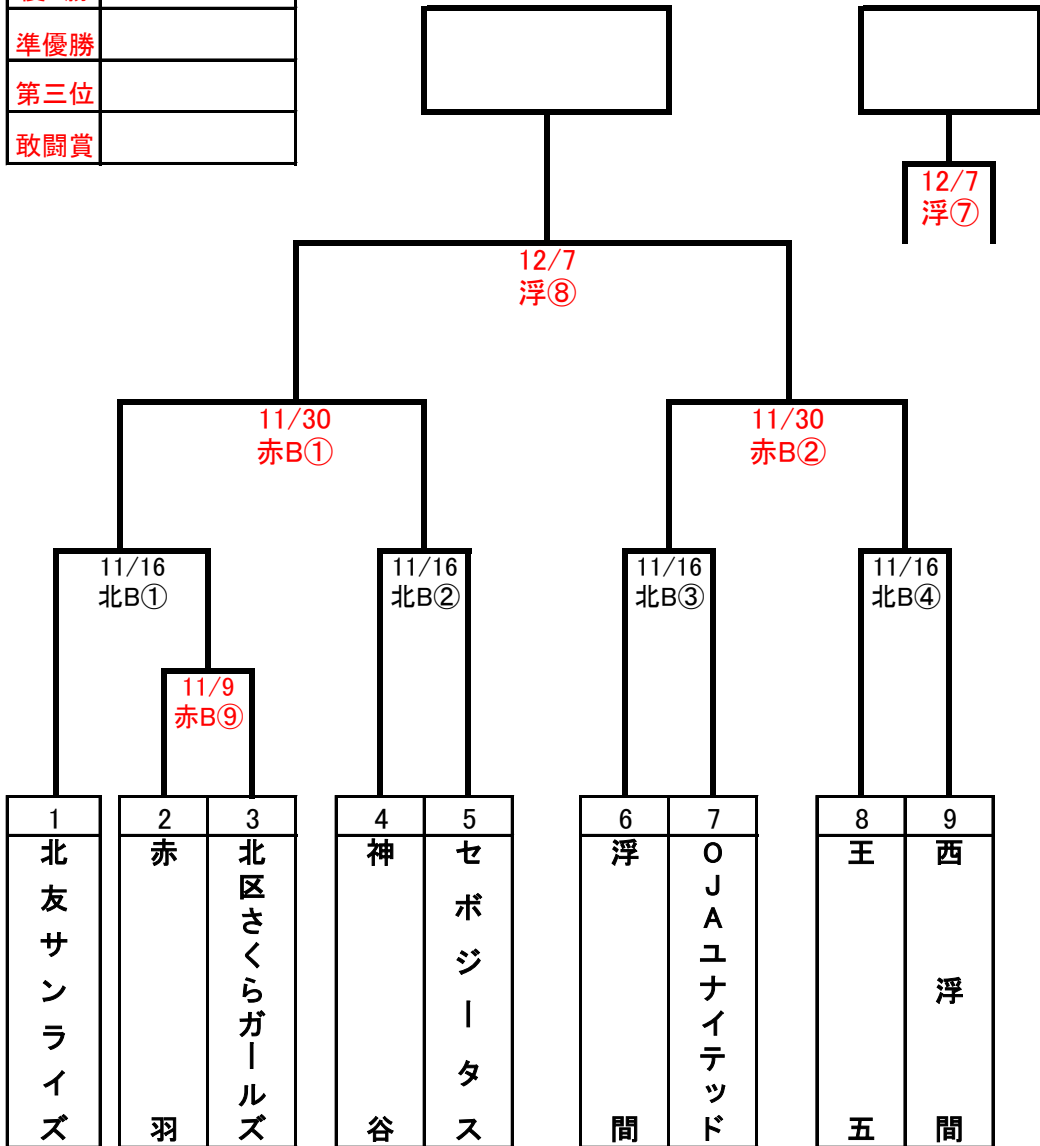 準優勝
第三位
敢闘賞
12/7
浮⑦
12/7
浮⑧
11/30
赤B①
11/30
赤B②
11/16
北B①
11/16
北B②
11/16
北B③
11/16
北B④
11/9
赤B⑨
1
北友サンライズ
2
赤羽
3
北区さくらガールズ
4
神谷
5
セボジータス
6
浮間
7
OJAユナイテッド
8
王五
9
西浮間